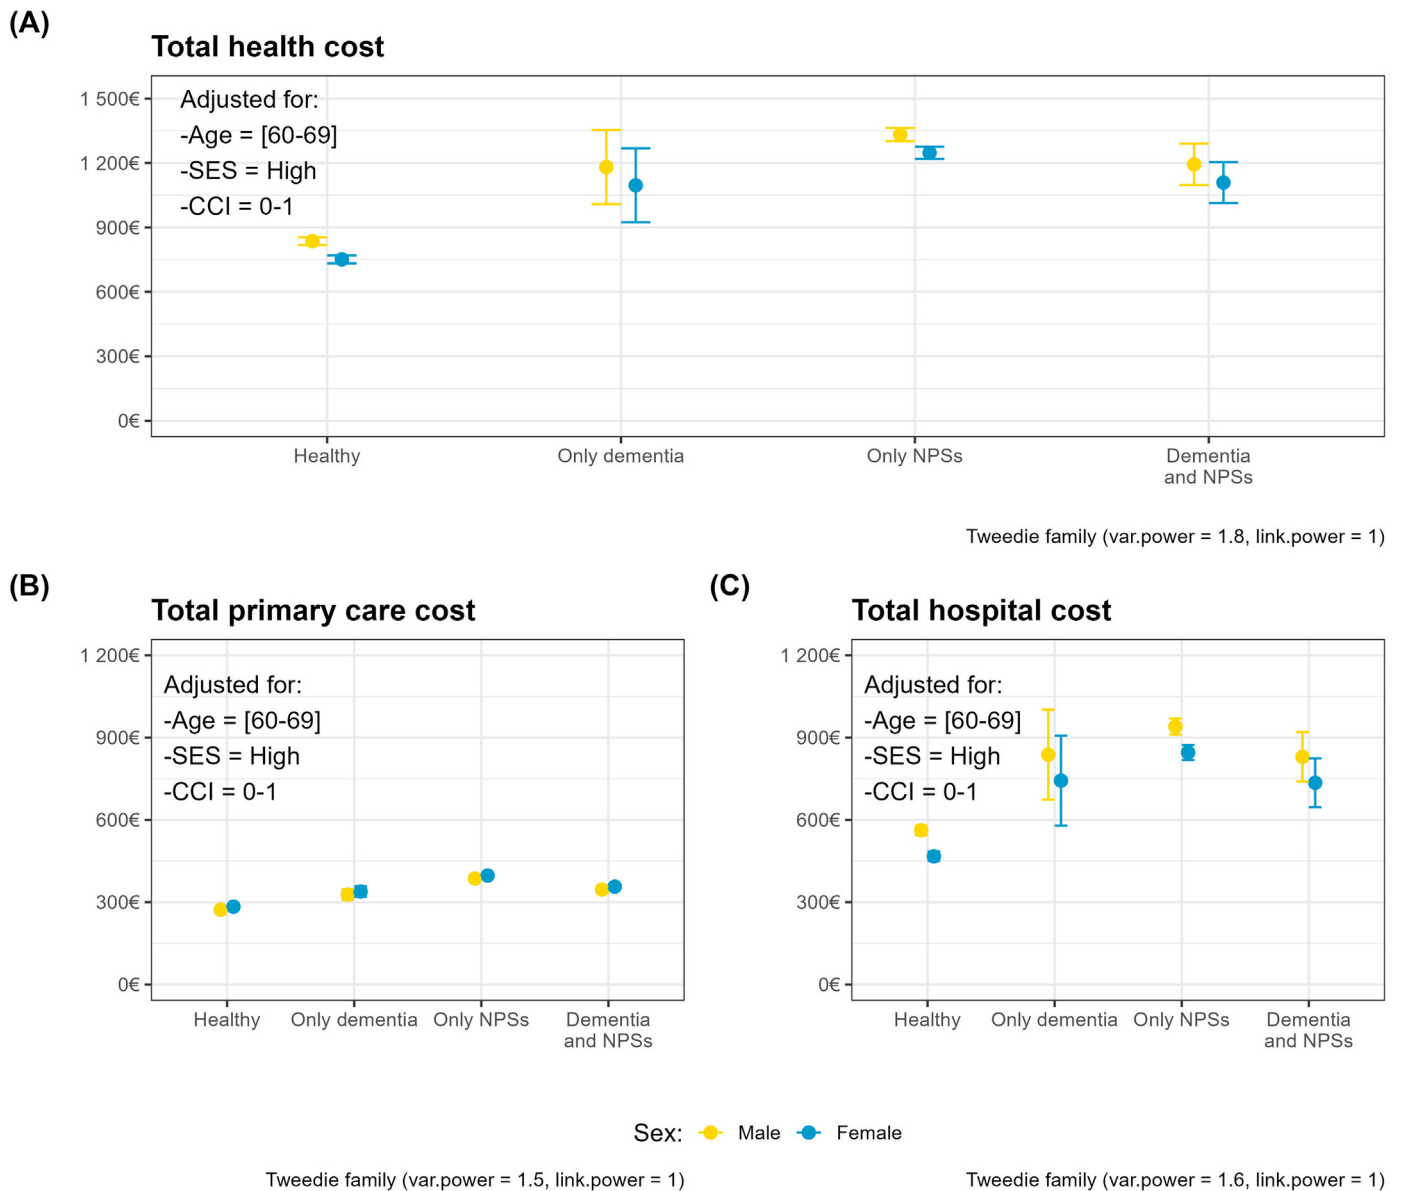 (A)
Total health cost
1 500€
1 200€
900€
600€
300€
0€
Adjusted for:
-Age = [60-69]
-SES = High
-CCI = 0-1
Healthy
Only dementia
Only NPSs
Dementia
and NPSs
Tweedie family (var.power = 1.8, link.power = 1)
(B)
Total primary care cost
1 200€
900€
600€
300€
0€
Adjusted for:
-Age = [60-69]
-SES = High
-CCI = 0-1
Healthy
Only dementia
Only NPSs
Dementia
and NPSs
(C)
Total hospital cost
1 200€
900€
600€
300€
0€
Adjusted for:
-Age = [60-69]
-SES = High
-CCI = 0-1
Healthy
Only dementia
Only NPSs
Dementia
and NPSs
Sex: Male Female
Tweedie family (var.power = 1.5, link.power = 1)
Tweedie family (var.power = 1.6, link.power = 1)